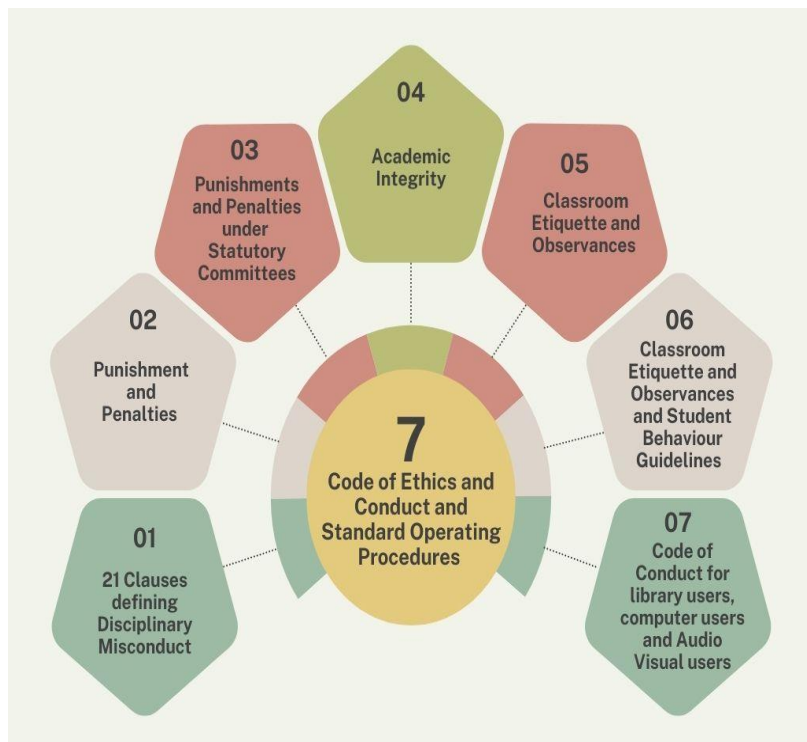 04
Academic
Integrity
03
Punishments
and Penalties
under
Statutory
Committees
05
Classroom
Etiquette and
Observances
02
Punishment
and
Penalties
06
Classroom
Etiquette and
Observances
and Student
Behaviour
Guidelines
7
Code of Ethics and
Conduct and
Standard Operating
Procedures
01
21 Clauses
defining
Disciplinary
Misconduct
07
Code of
Conduct for
library users,
computer users
and Audio
Visual users